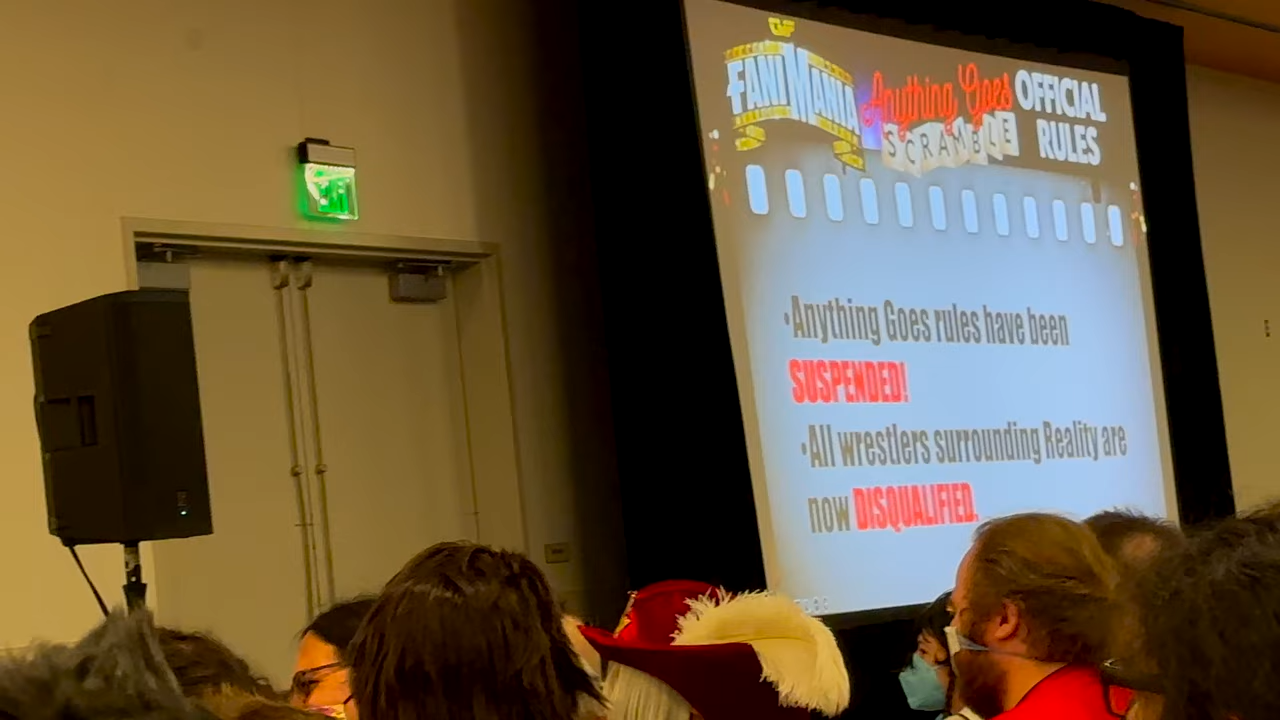 FANIMANIA Anything Goes OFFICIAL
SCRAMBLE RULES
•Anything Goes rules have been
SUSPENDED!
•All wrestlers surrounding Reality are
now DISQUALIFIED.